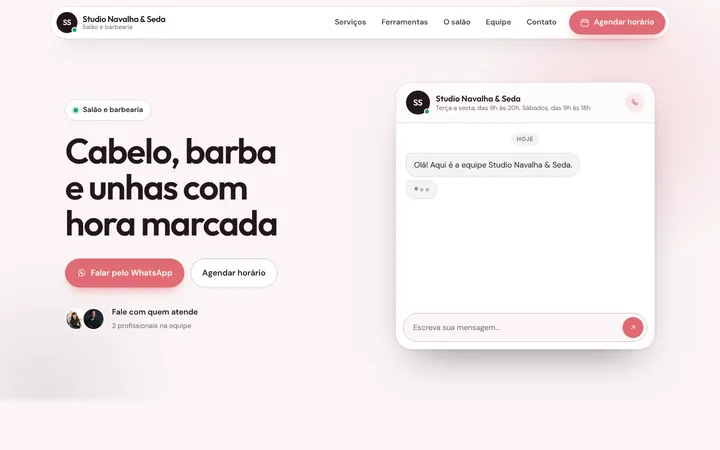 SS
Studio Navalha & Seda
Salão e barbearia
Serviços
Ferramentas
O salão
Equipe
Contato
Agendar horário
Salão e barbearia
Cabelo, barba
e unhas com
hora marcada
Falar pelo WhatsApp
Agendar horário
Fale com quem atende
2 profissionais na equipe
SS
Studio Navalha & Seda
Terça a sexta, das 9h às 20h. Sábados, das 9h às 18h
HOJE
Olá! Aqui é a equipe Studio Navalha & Seda.
Escreva sua mensagem...